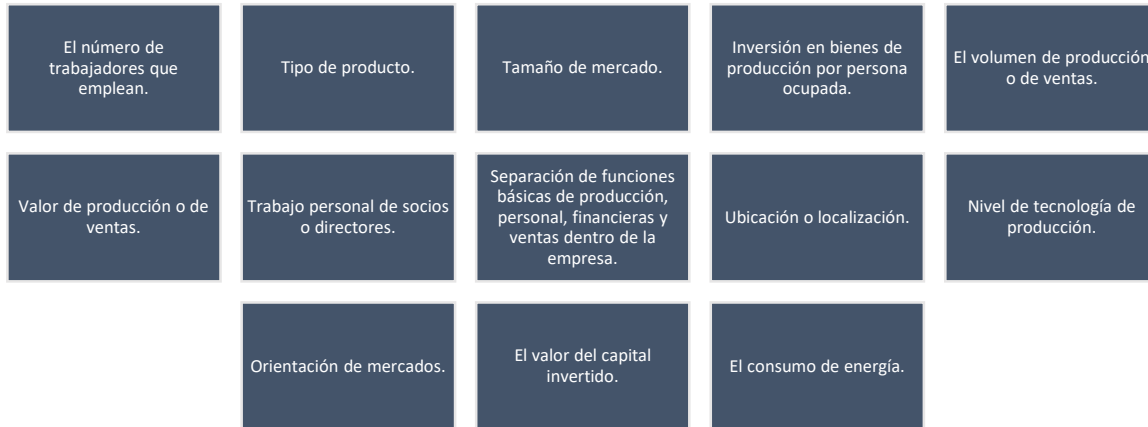 El número de
trabajadores que
emplean.
Tipo de producto.
Tamaño de mercado.
Inversión en bienes de
producción por persona
ocupada.
El volumen de producción
o de ventas.
Valor de producción o de
ventas.
Trabajo personal de socios
o directores.
Separación de funciones
básicas de producción,
personal, financieras y
ventas dentro de la
empresa.
Ubicación o localización.
Nivel de tecnología de
producción.
Orientación de mercados.
El valor del capital
invertido.
El consumo de energía.